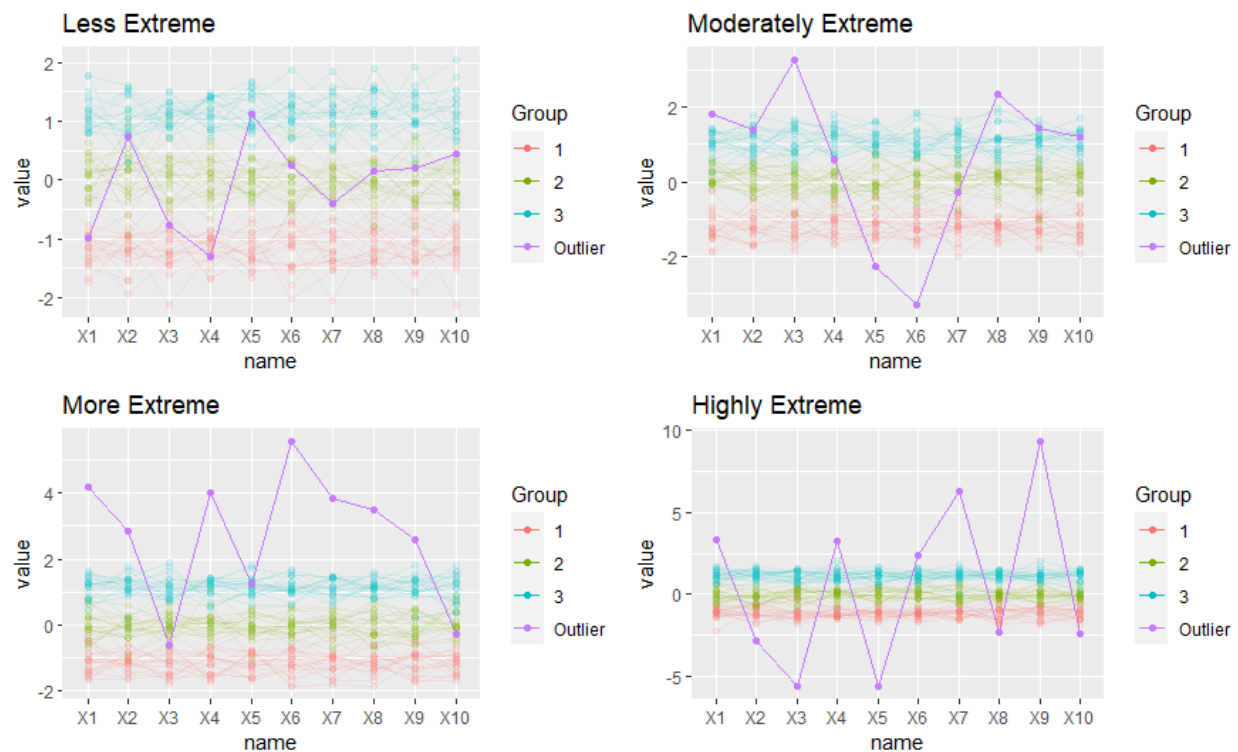 Less Extreme
value
2
1
0
-1
-2
X1 X2 X3 X4 X5 X6 X7 X8 X9 X10
name
Group
1
2
3
Outlier
Moderately Extreme
value
2
0
-2
X1 X2 X3 X4 X5 X6 X7 X8 X9 X10
name
Group
1
2
3
Outlier
More Extreme
value
4
2
0
-2
X1 X2 X3 X4 X5 X6 X7 X8 X9 X10
name
Group
1
2
3
Outlier
Highly Extreme
value
10
5
0
-5
X1 X2 X3 X4 X5 X6 X7 X8 X9 X10
name
Group
1
2
3
Outlier